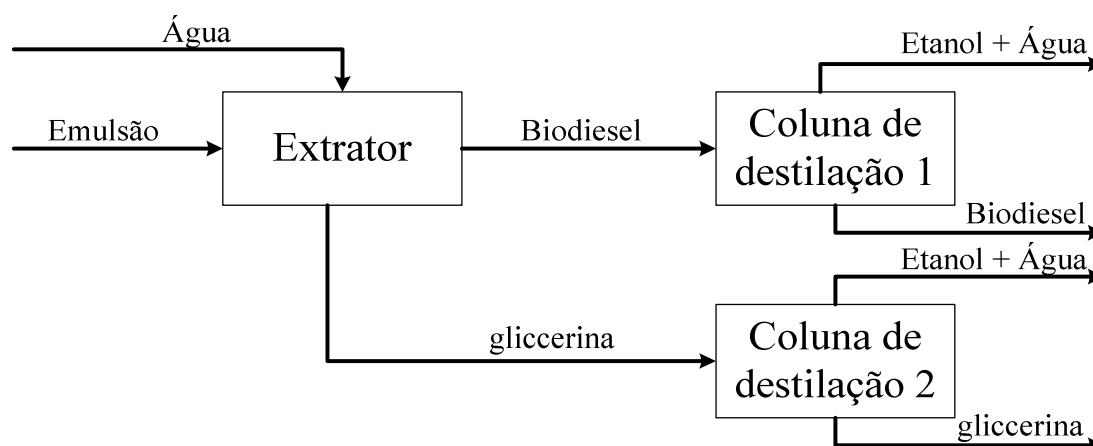 Água
Etanol + Água
Emulsão
Extrator
Biodiesel
Coluna de
destilação 1
Biodiesel
Etanol + Água
gliccerina
Coluna de
destilação 2
gliccerina